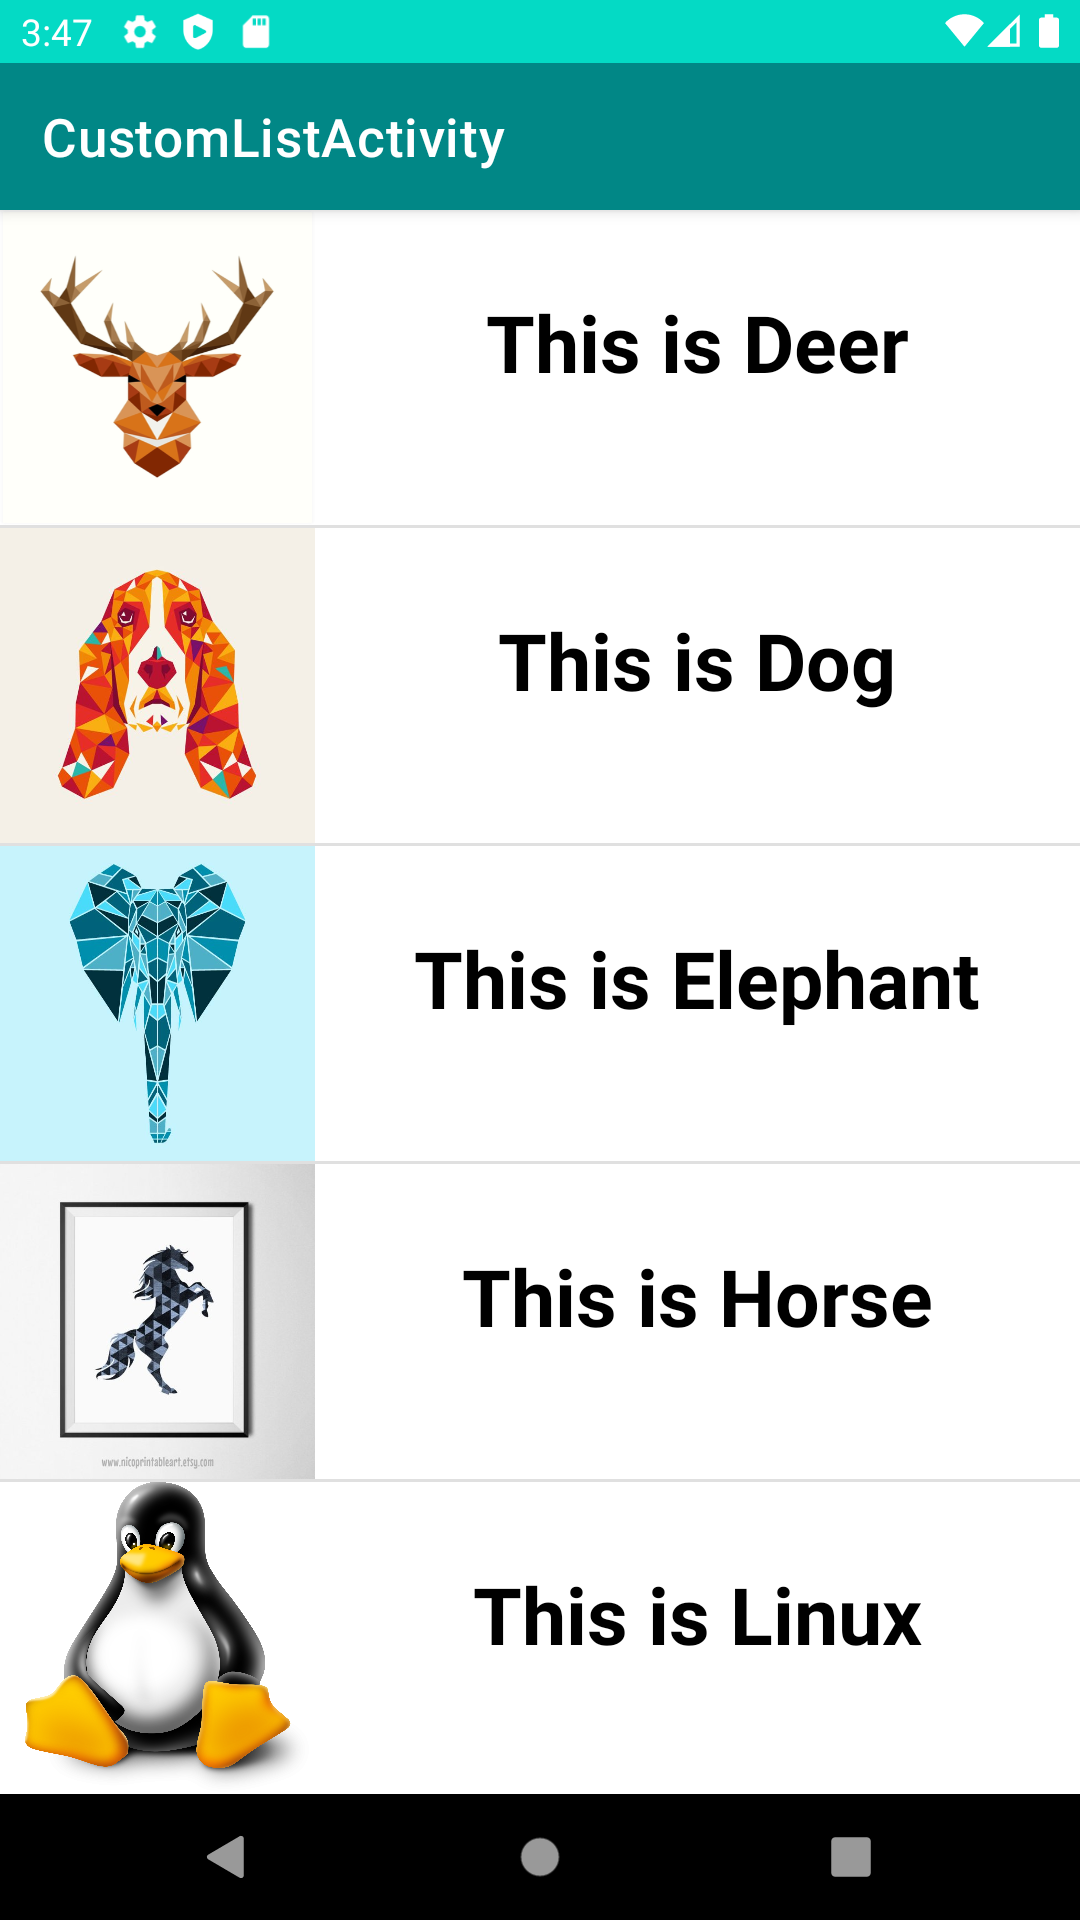 3:47
CustomListActivity
This is Deer
This is Dog
This is Elephant
This is Horse
www.nicoprintableart.etsy.com
This is Linux